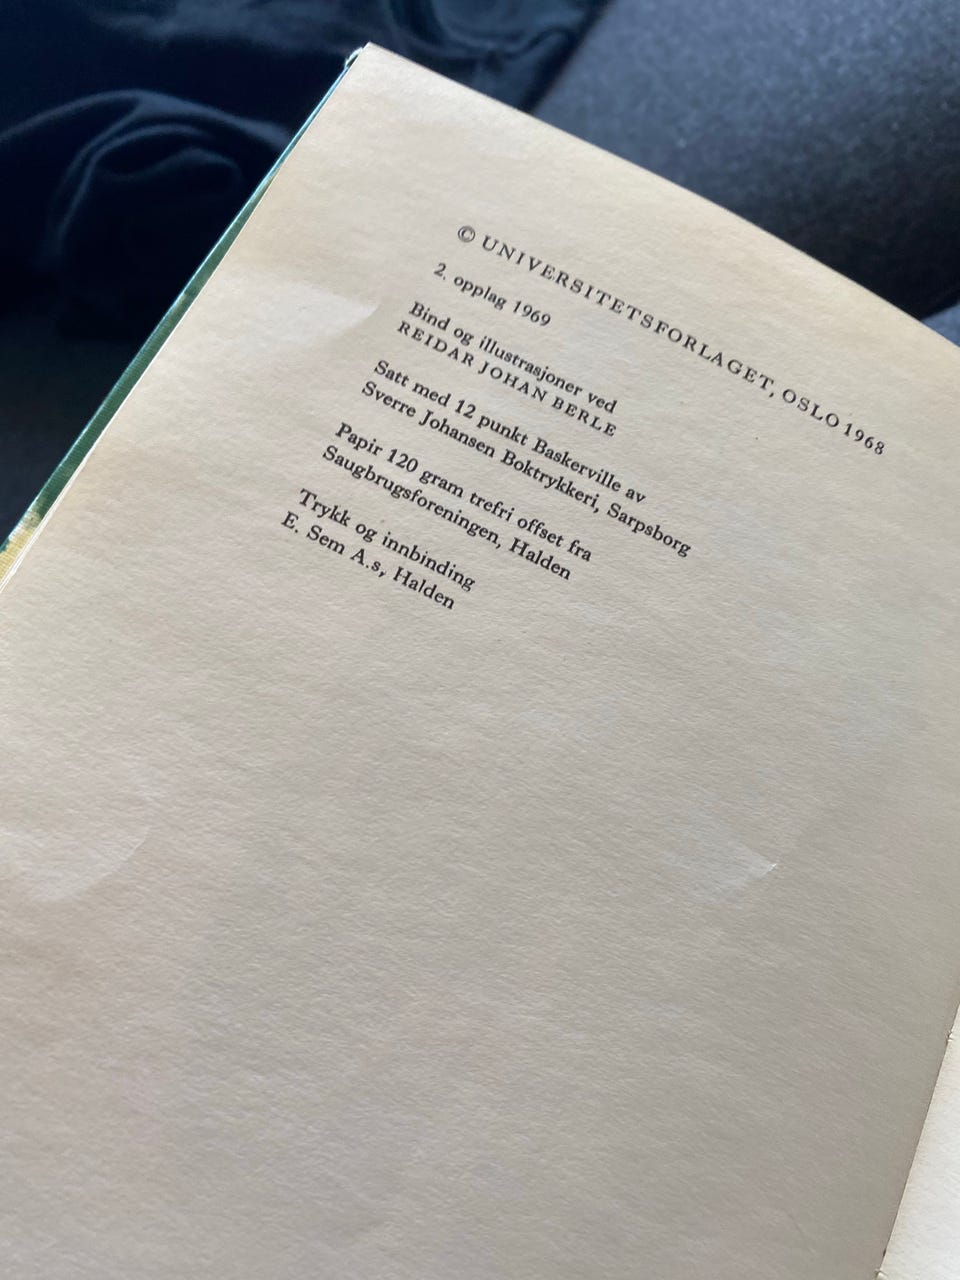 © UNIVERSITETSFORLAGET, OSLO 1968
2. opplag 1969
Bind og illustrasjoner ved
REIDAR JOHAN BERLE
Satt med 12 punkt Baskerville av
Sverre Johansen Boktrykkeri, Sarpsborg
Papir 120 gram trefri offset fra
Saugbrugsforeningen, Halden
Trykk og innbinding
E. Sem A.s, Halden